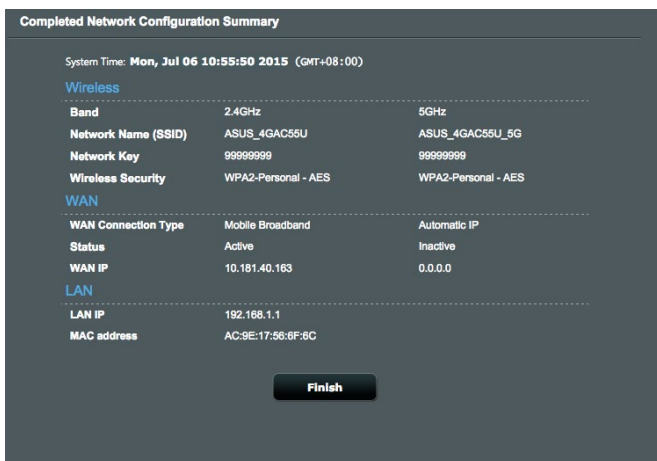 Completed Network Configuration Summary
System Time: Mon, Jul 06 10:55:50 2015 (GMT+08:00)
Wireless
Band 2.4GHz 5GHz
Network Name (SSID) ASUS_4GAC55U ASUS_4GAC55U_5G
Network Key 99999999 99999999
Wireless Security WPA2-Personal - AES WPA2-Personal - AES
WAN
WAN Connection Type Mobile Broadband Automatic IP
Status Active Inactive
WAN IP 10.181.40.163 0.0.0.0
LAN
LAN IP 192.168.1.1
MAC address AC:9E:17:56:6F:6C
Finish